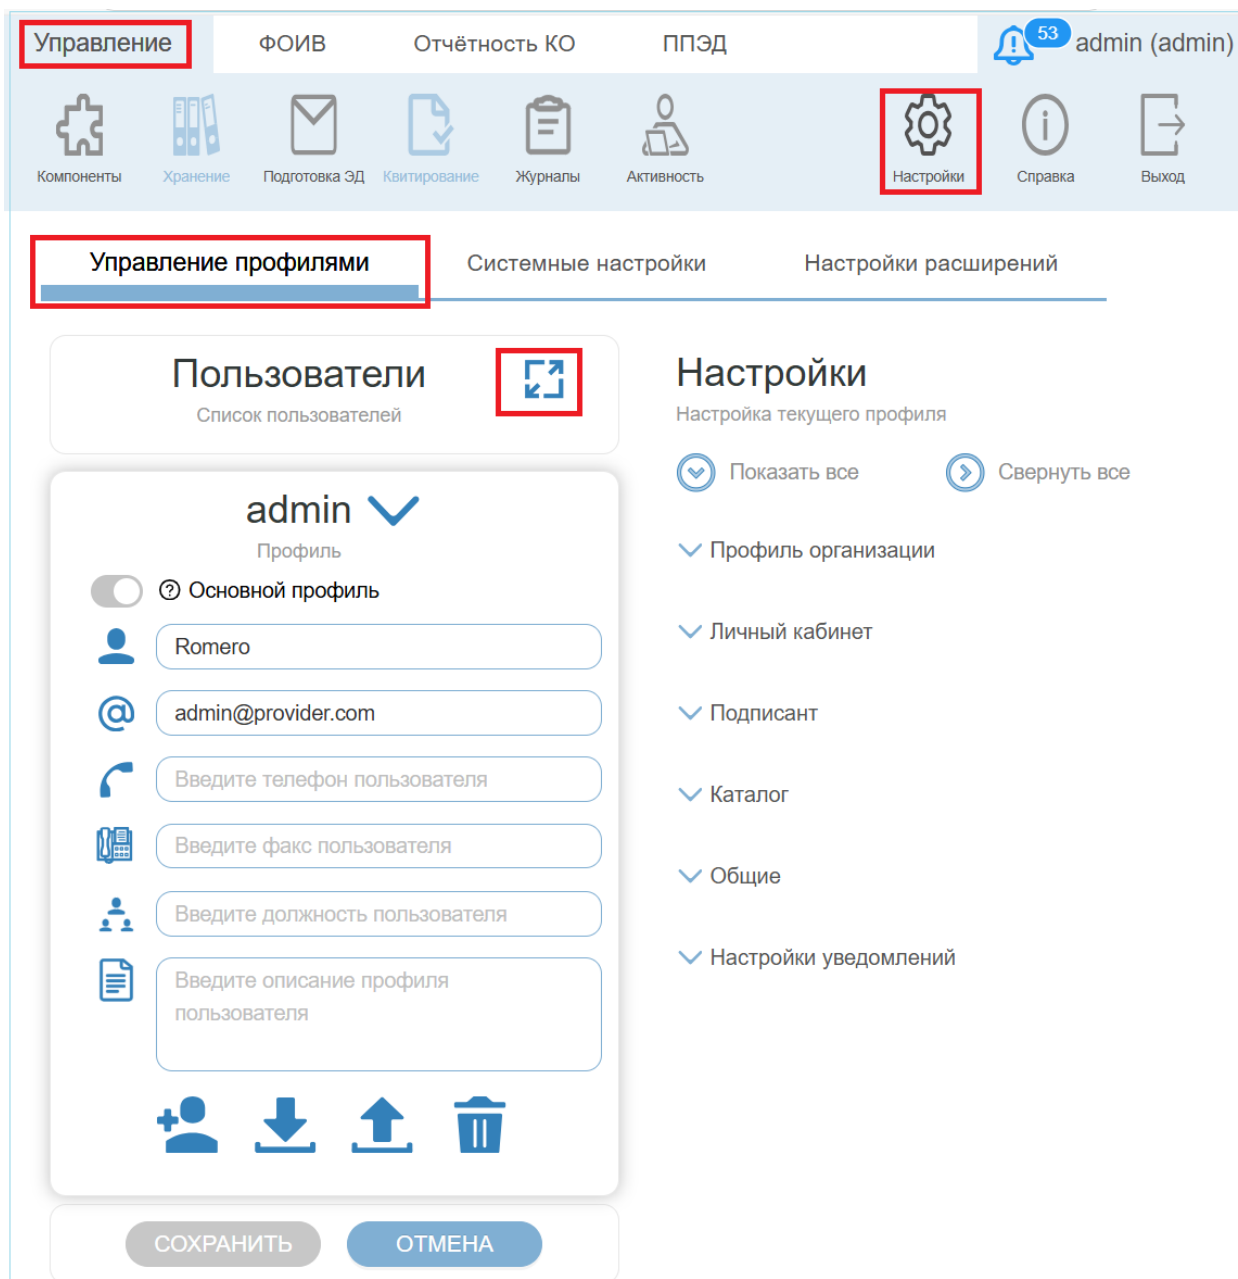 Управление ФОИВ Отчётность КО ППЭД 53 admin (admin)
Компоненты Хранение Подготовка ЭД Квитирование Журналы Активность Настройки Справка Выход
Управление профилями Системные настройки Настройки расширений
Пользователи
Список пользователей
admin
Профиль
Основной профиль
Romero
admin@provider.com
Введите телефон пользователя
Введите факс пользователя
Введите должность пользователя
Введите описание профиля
пользователя
СОХРАНИТЬ ОТМЕНА
Настройки
Настройка текущего профиля
Показать все Свернуть все
Профиль организации
Личный кабинет
Подписант
Каталог
Общие
Настройки уведомлений